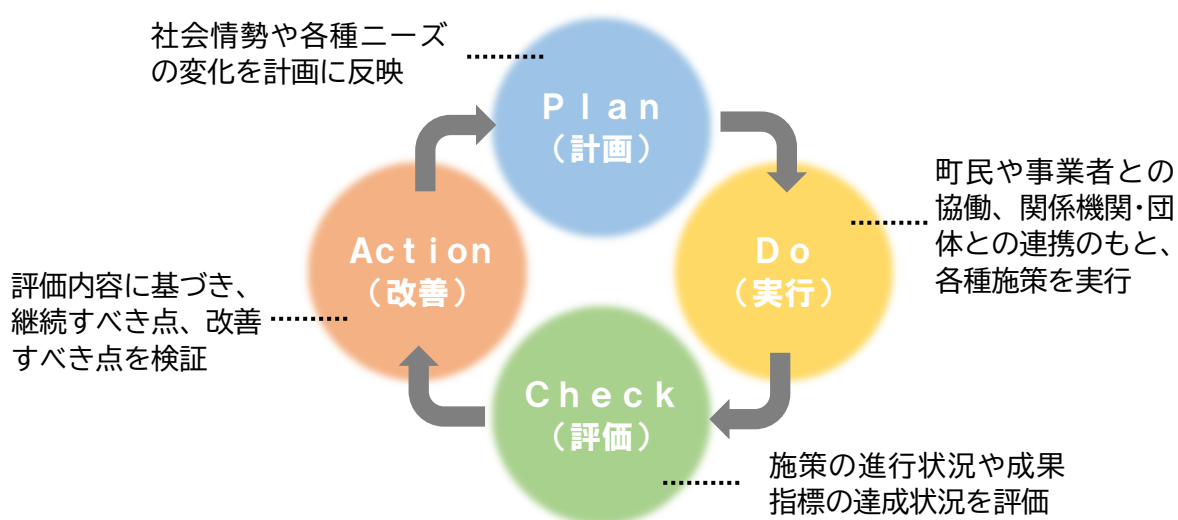 社会情勢や各種ニーズ
の変化を計画に反映
Plan
（計画）
町民や事業者との
協働、関係機関・団
体との連携のもと、
各種施策を実行
Do
（実行）
Action
（改善）
評価内容に基づき、
継続すべき点、改善
すべき点を検証
Check
（評価）
施策の進行状況や成果
指標の達成状況を評価